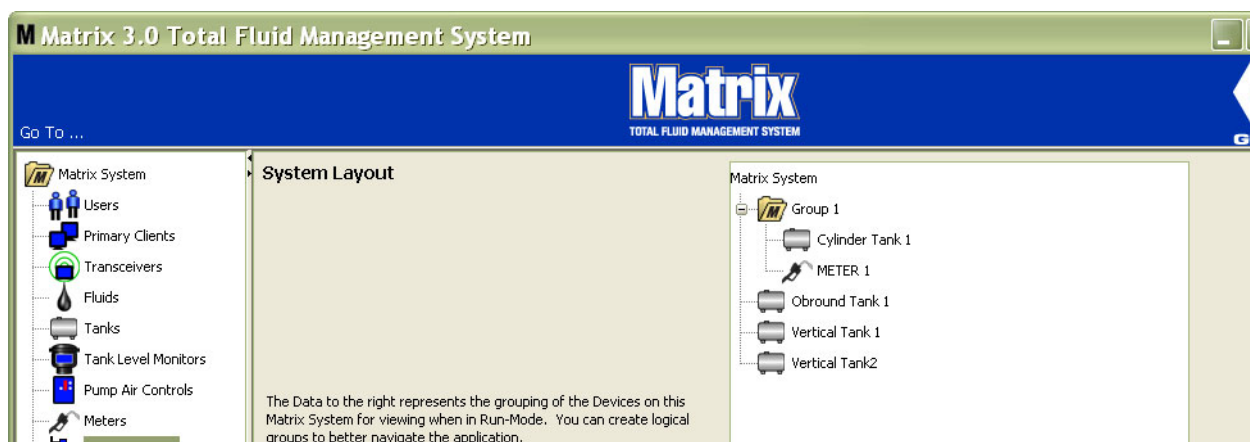 M Matrix 3.0 Total Fluid Management System
Matrix
TOTAL FLUID MANAGEMENT SYSTEM
Go To ...
G
Matrix System
Users
Primary Clients
Transceivers
Fluids
Tanks
Tank Level Monitors
Pump Air Controls
Meters
System Layout
The Data to the right represents the grouping of the Devices on this
Matrix System for viewing when in Run-Mode. You can create logical
groups to better navigate the application.
Matrix System
Group 1
Cylinder Tank 1
METER 1
Obround Tank 1
Vertical Tank 1
Vertical Tank2